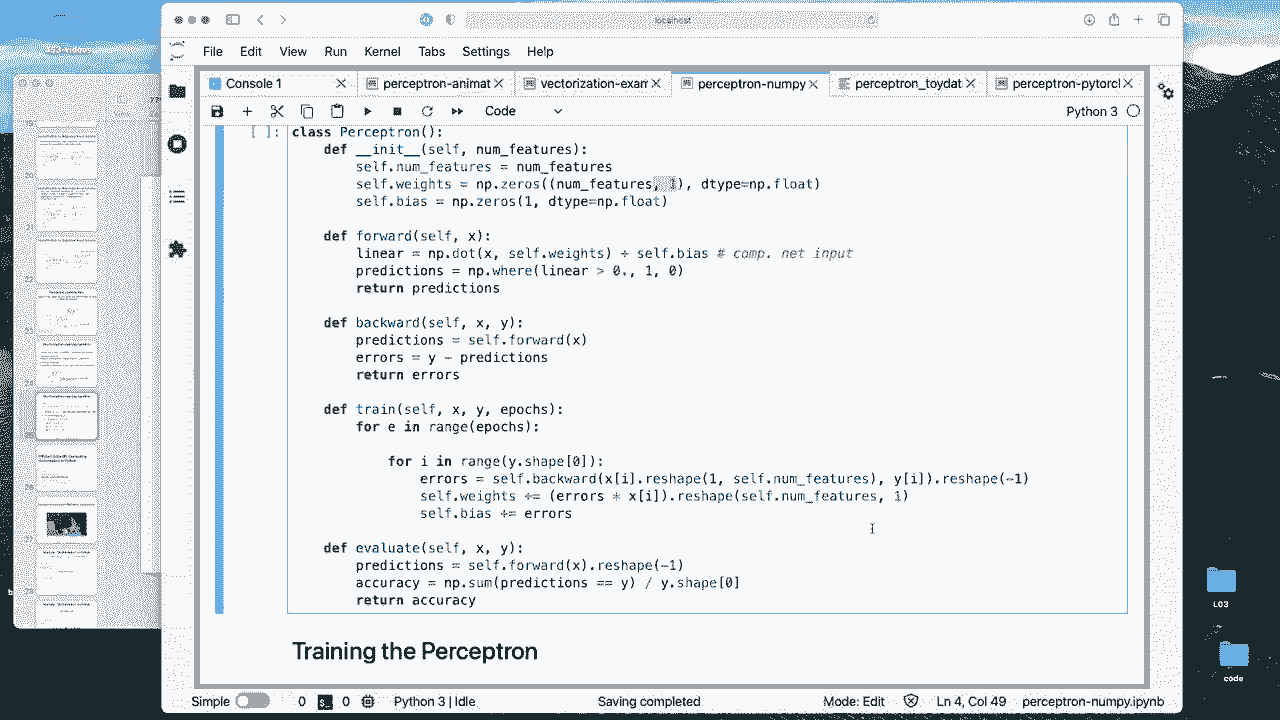 localhost
File Edit View Run Kernel Tabs Settings Help
Console 1 perceptron-animat vectorization-exan perceptron-numpy perceptron_toydat perceptron-pytorcl
Code Python 3
[ ]: class Perceptron():
def __init__(self, num_features):
self.num_features = num_features
self.weights = np.zeros((num_features, 1), dtype=np.float)
self.bias = np.zeros(1, dtype=np.float)
def forward(self, x):
linear = np.dot(x, self.weights) + self.bias # comp. net input
predictions = np.where(linear > 0., 1, 0)
return predictions
def backward(self, x, y):
predictions = self.forward(x)
errors = y - predictions
return errors
def train(self, x, y, epochs):
for e in range(epochs):
for i in range(y.shape[0]):
errors = self.backward(x[i].reshape(1, self.num_features), y[i]).reshape(-1)
self.weights += (errors * x[i]).reshape(self.num_features, 1)
self.bias += errors
def evaluate(self, x, y):
predictions = self.forward(x).reshape(-1)
accuracy = np.sum(predictions == y) / y.shape[0]
return accuracy
Training the Perceptron
Simple 0 0 Python 3 | Idle Saving completed Mode: Edit Ln 4, Col 49 perceptron-numpy.ipynb
L03
code